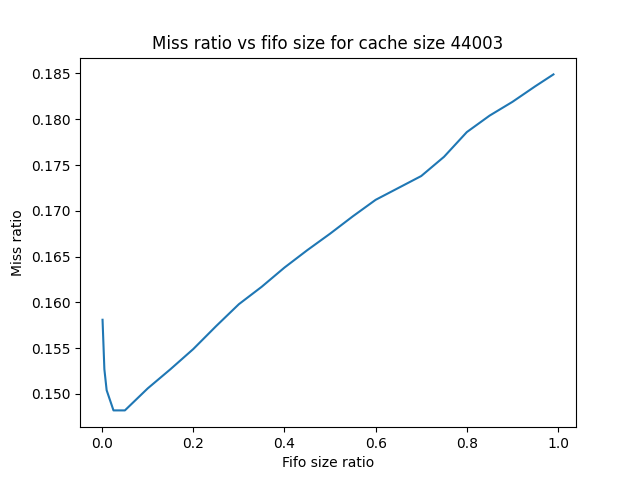 Miss ratio vs fifo size for cache size 44003
Miss ratio
0.185
0.180
0.175
0.170
0.165
0.160
0.155
0.150
0.0 0.2 0.4 0.6 0.8 1.0
Fifo size ratio